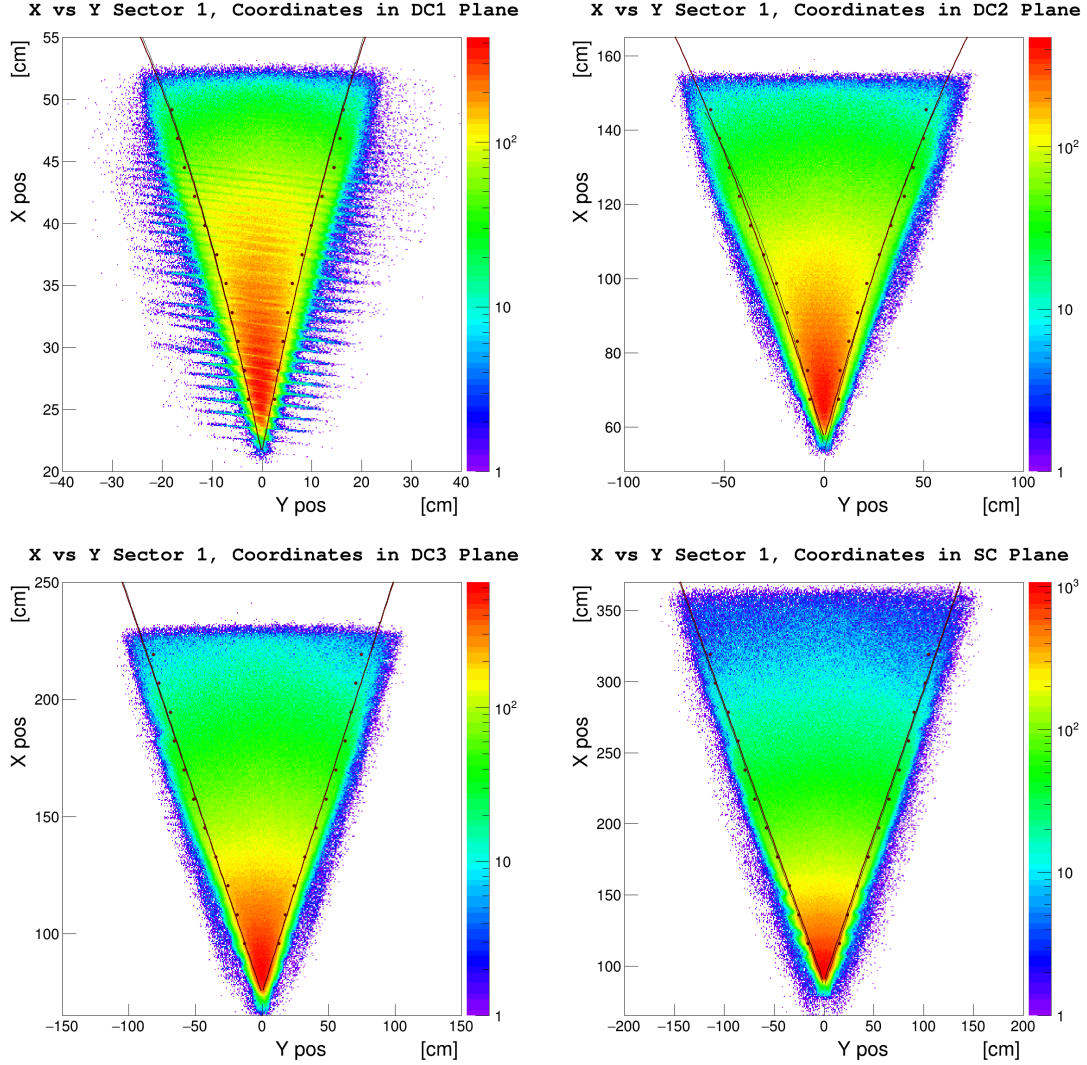 X vs Y Sector 1, Coordinates in DC1 Plane
[cm]
X pos
55
50
45
40
35
30
25
20
−40 −30 −20 −10 0 10 20 30 40
Y pos [cm]
10²
10
1
X vs Y Sector 1, Coordinates in DC2 Plane
[cm]
X pos
160
140
120
100
80
60
−100 −50 0 50 100
Y pos [cm]
10²
10
1
X vs Y Sector 1, Coordinates in DC3 Plane
[cm]
X pos
250
200
150
100
−150 −100 −50 0 50 100 150
Y pos [cm]
10²
10
1
X vs Y Sector 1, Coordinates in SC Plane
[cm]
X pos
350
300
250
200
150
100
−200 −150 −100 −50 0 50 100 150 200
Y pos [cm]
10³
10²
10
1